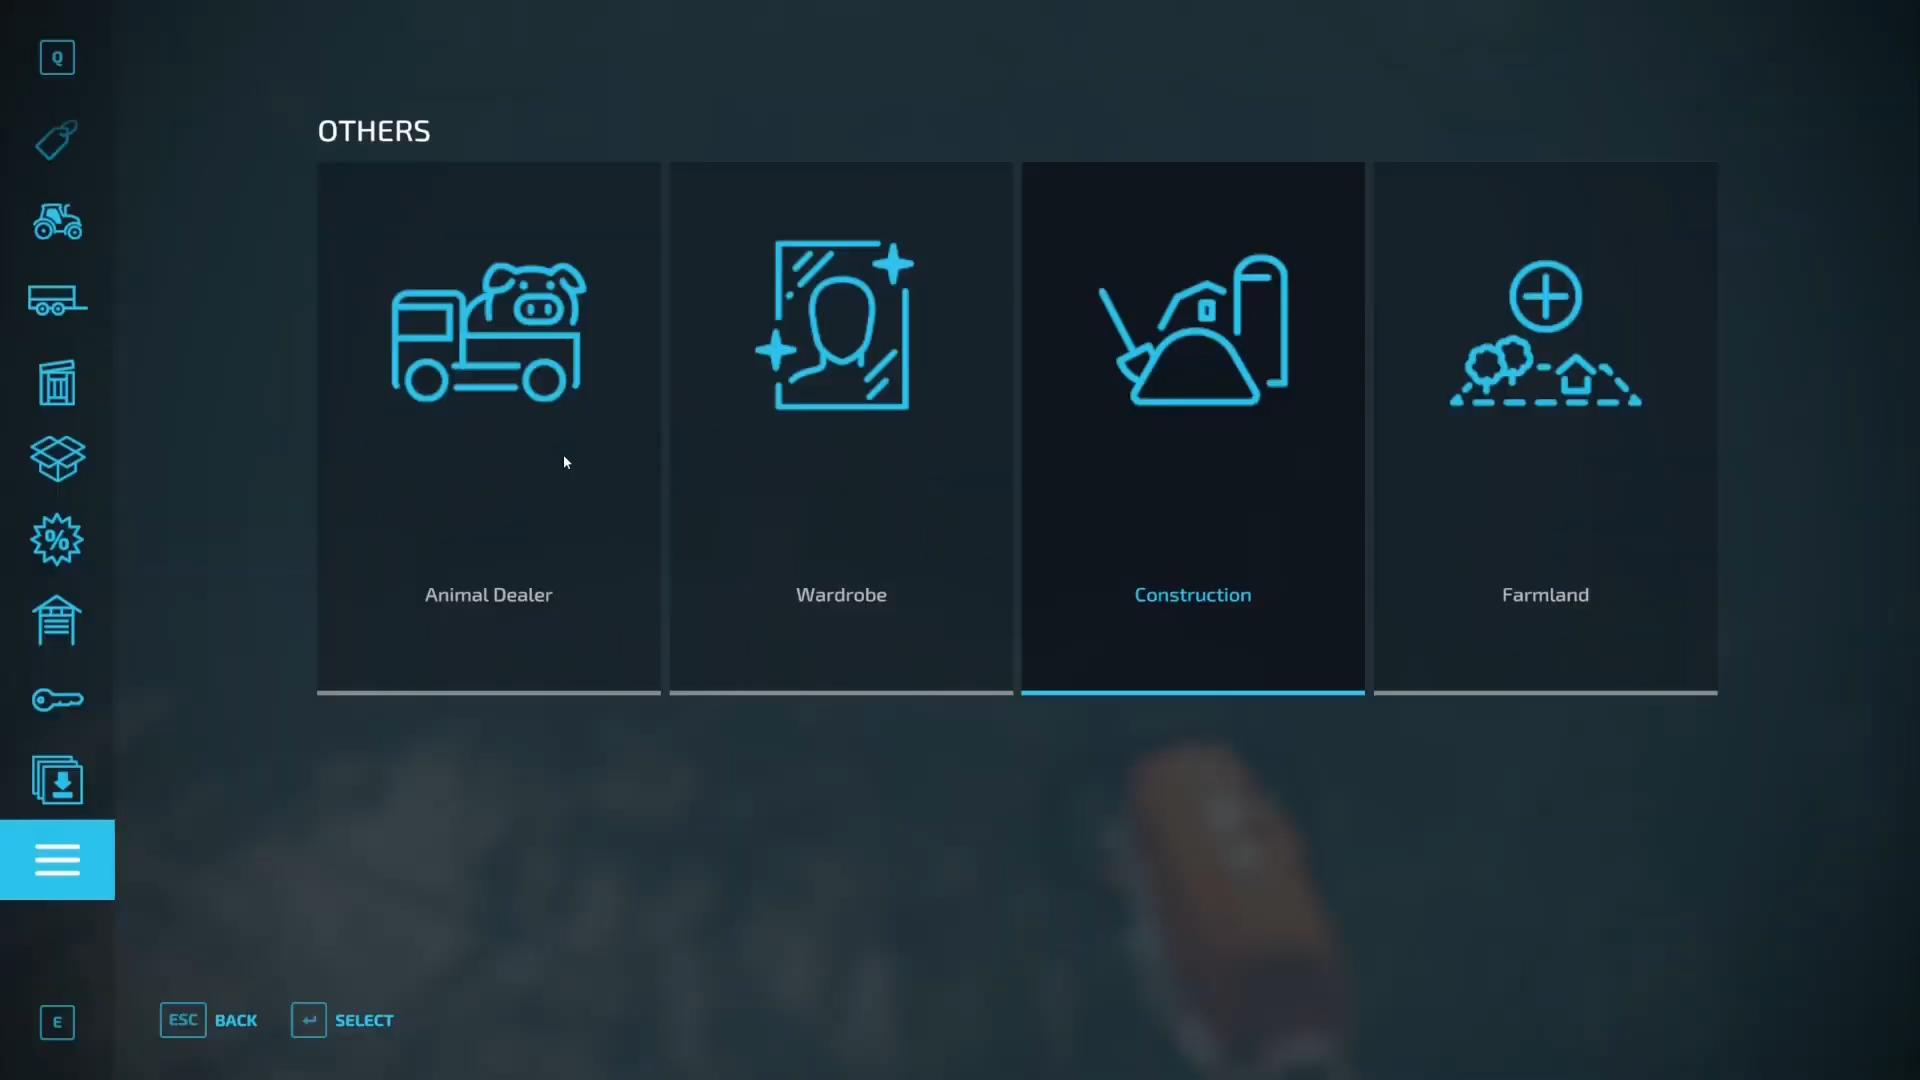 Q
OTHERS
%
Animal Dealer
Wardrobe
Construction
Farmland
E
ESC BACK
SELECT